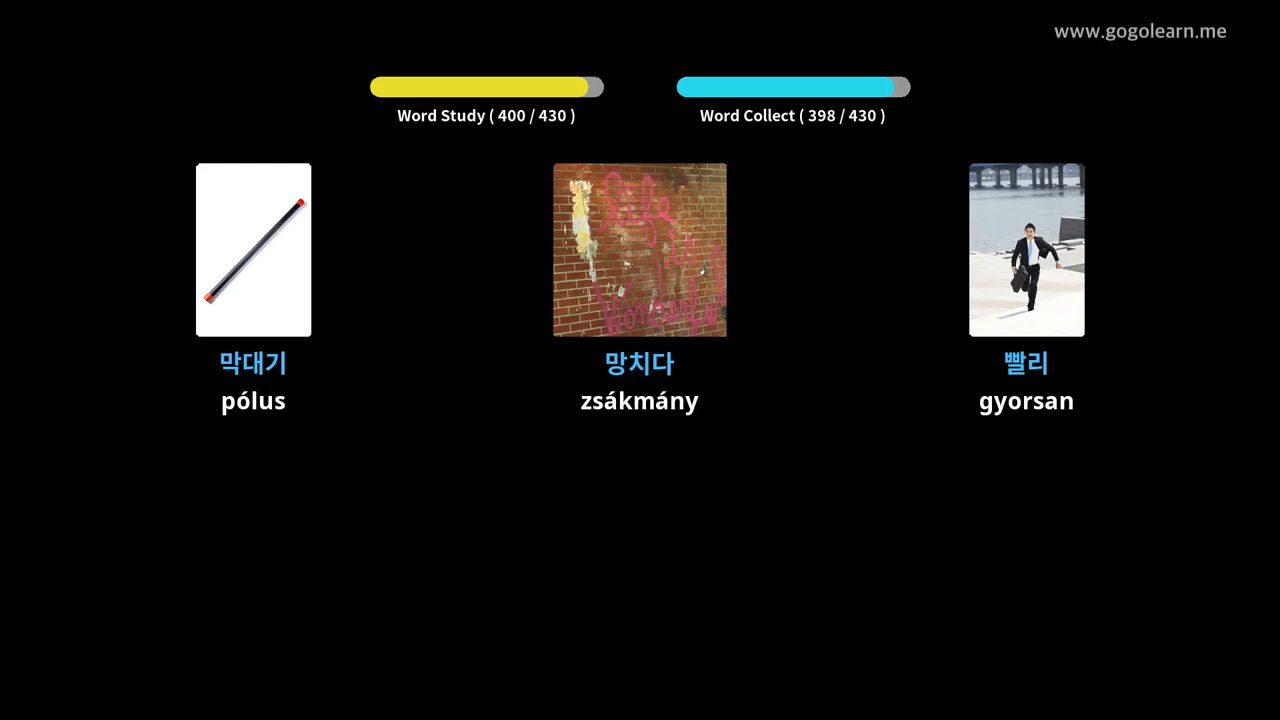 www.gogolearn.me
Word Study ( 400 / 430 )
Word Collect ( 398 / 430 )
막대기
pólus
망치다
zsákmány
빨리
gyorsan